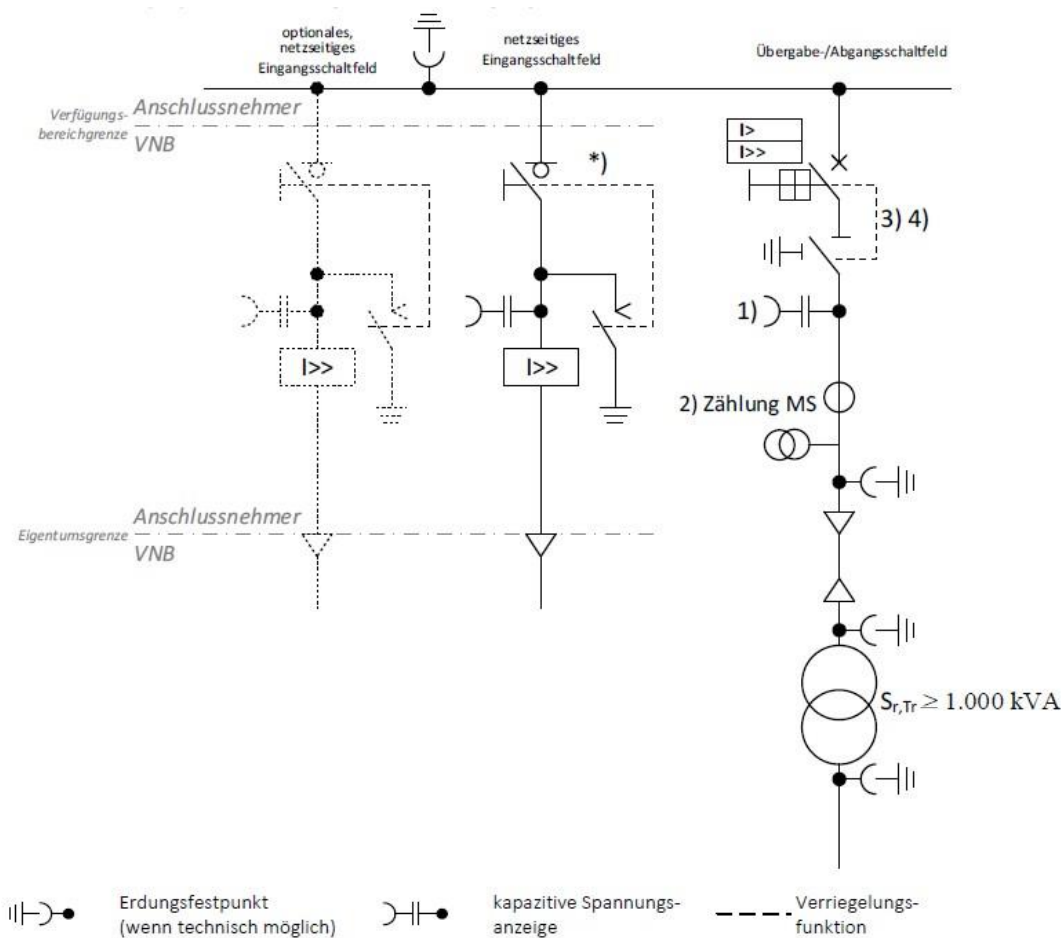 optionales,
netzseitiges
Eingangsschaltfeld
netzseitiges
Eingangsschaltfeld
Übergabe-/Abgangsschaltfeld
Verfügungs-
bereichgrenze
Anschlussnehmer
VNB
*)
I>
I>>
3) 4)
1)
I>>
I>>
2) Zählung MS
Eigentumsgrenze
Anschlussnehmer
VNB
Sr,Tr ≥ 1.000 kVA
Erdungsfestpunkt
(wenn technisch möglich)
kapazitive Spannungs-
anzeige
Verriegelungs-
funktion